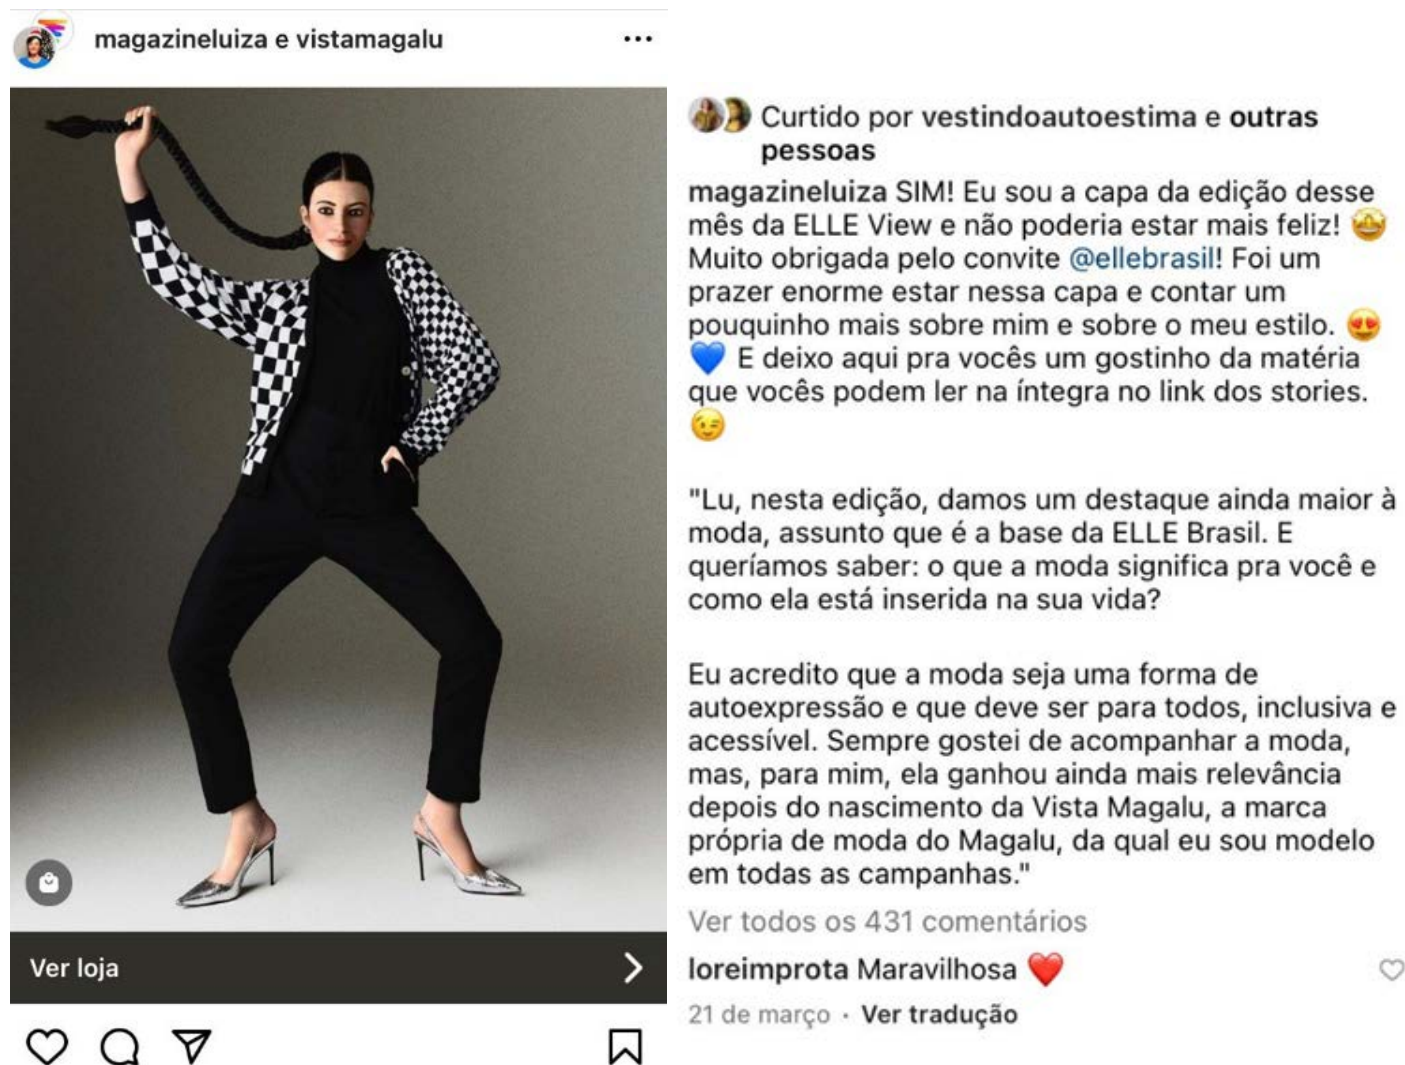 magazineluiza e vistamagalu
Ver loja
Curtido por vestindoautoestima e outras
pessoas
magazineluiza SIM! Eu sou a capa da edição desse
mês da ELLE View e não poderia estar mais feliz! 🤩
Muito obrigada pelo convite @ellebrasil! Foi um
prazer enorme estar nessa capa e contar um
pouquinho mais sobre mim e sobre o meu estilo. 😍
💙 E deixo aqui pra vocês um gostinho da matéria
que vocês podem ler na íntegra no link dos stories.
😉
"Lu, nesta edição, damos um destaque ainda maior à
moda, assunto que é a base da ELLE Brasil. E
queríamos saber: o que a moda significa pra você e
como ela está inserida na sua vida?
Eu acredito que a moda seja uma forma de
autoexpressão e que deve ser para todos, inclusiva e
acessível. Sempre gostei de acompanhar a moda,
mas, para mim, ela ganhou ainda mais relevância
depois do nascimento da Vista Magalu, a marca
própria de moda do Magalu, da qual eu sou modelo
em todas as campanhas."
Ver todos os 431 comentários
loreimprota Maravilhosa ❤️
21 de março · Ver tradução